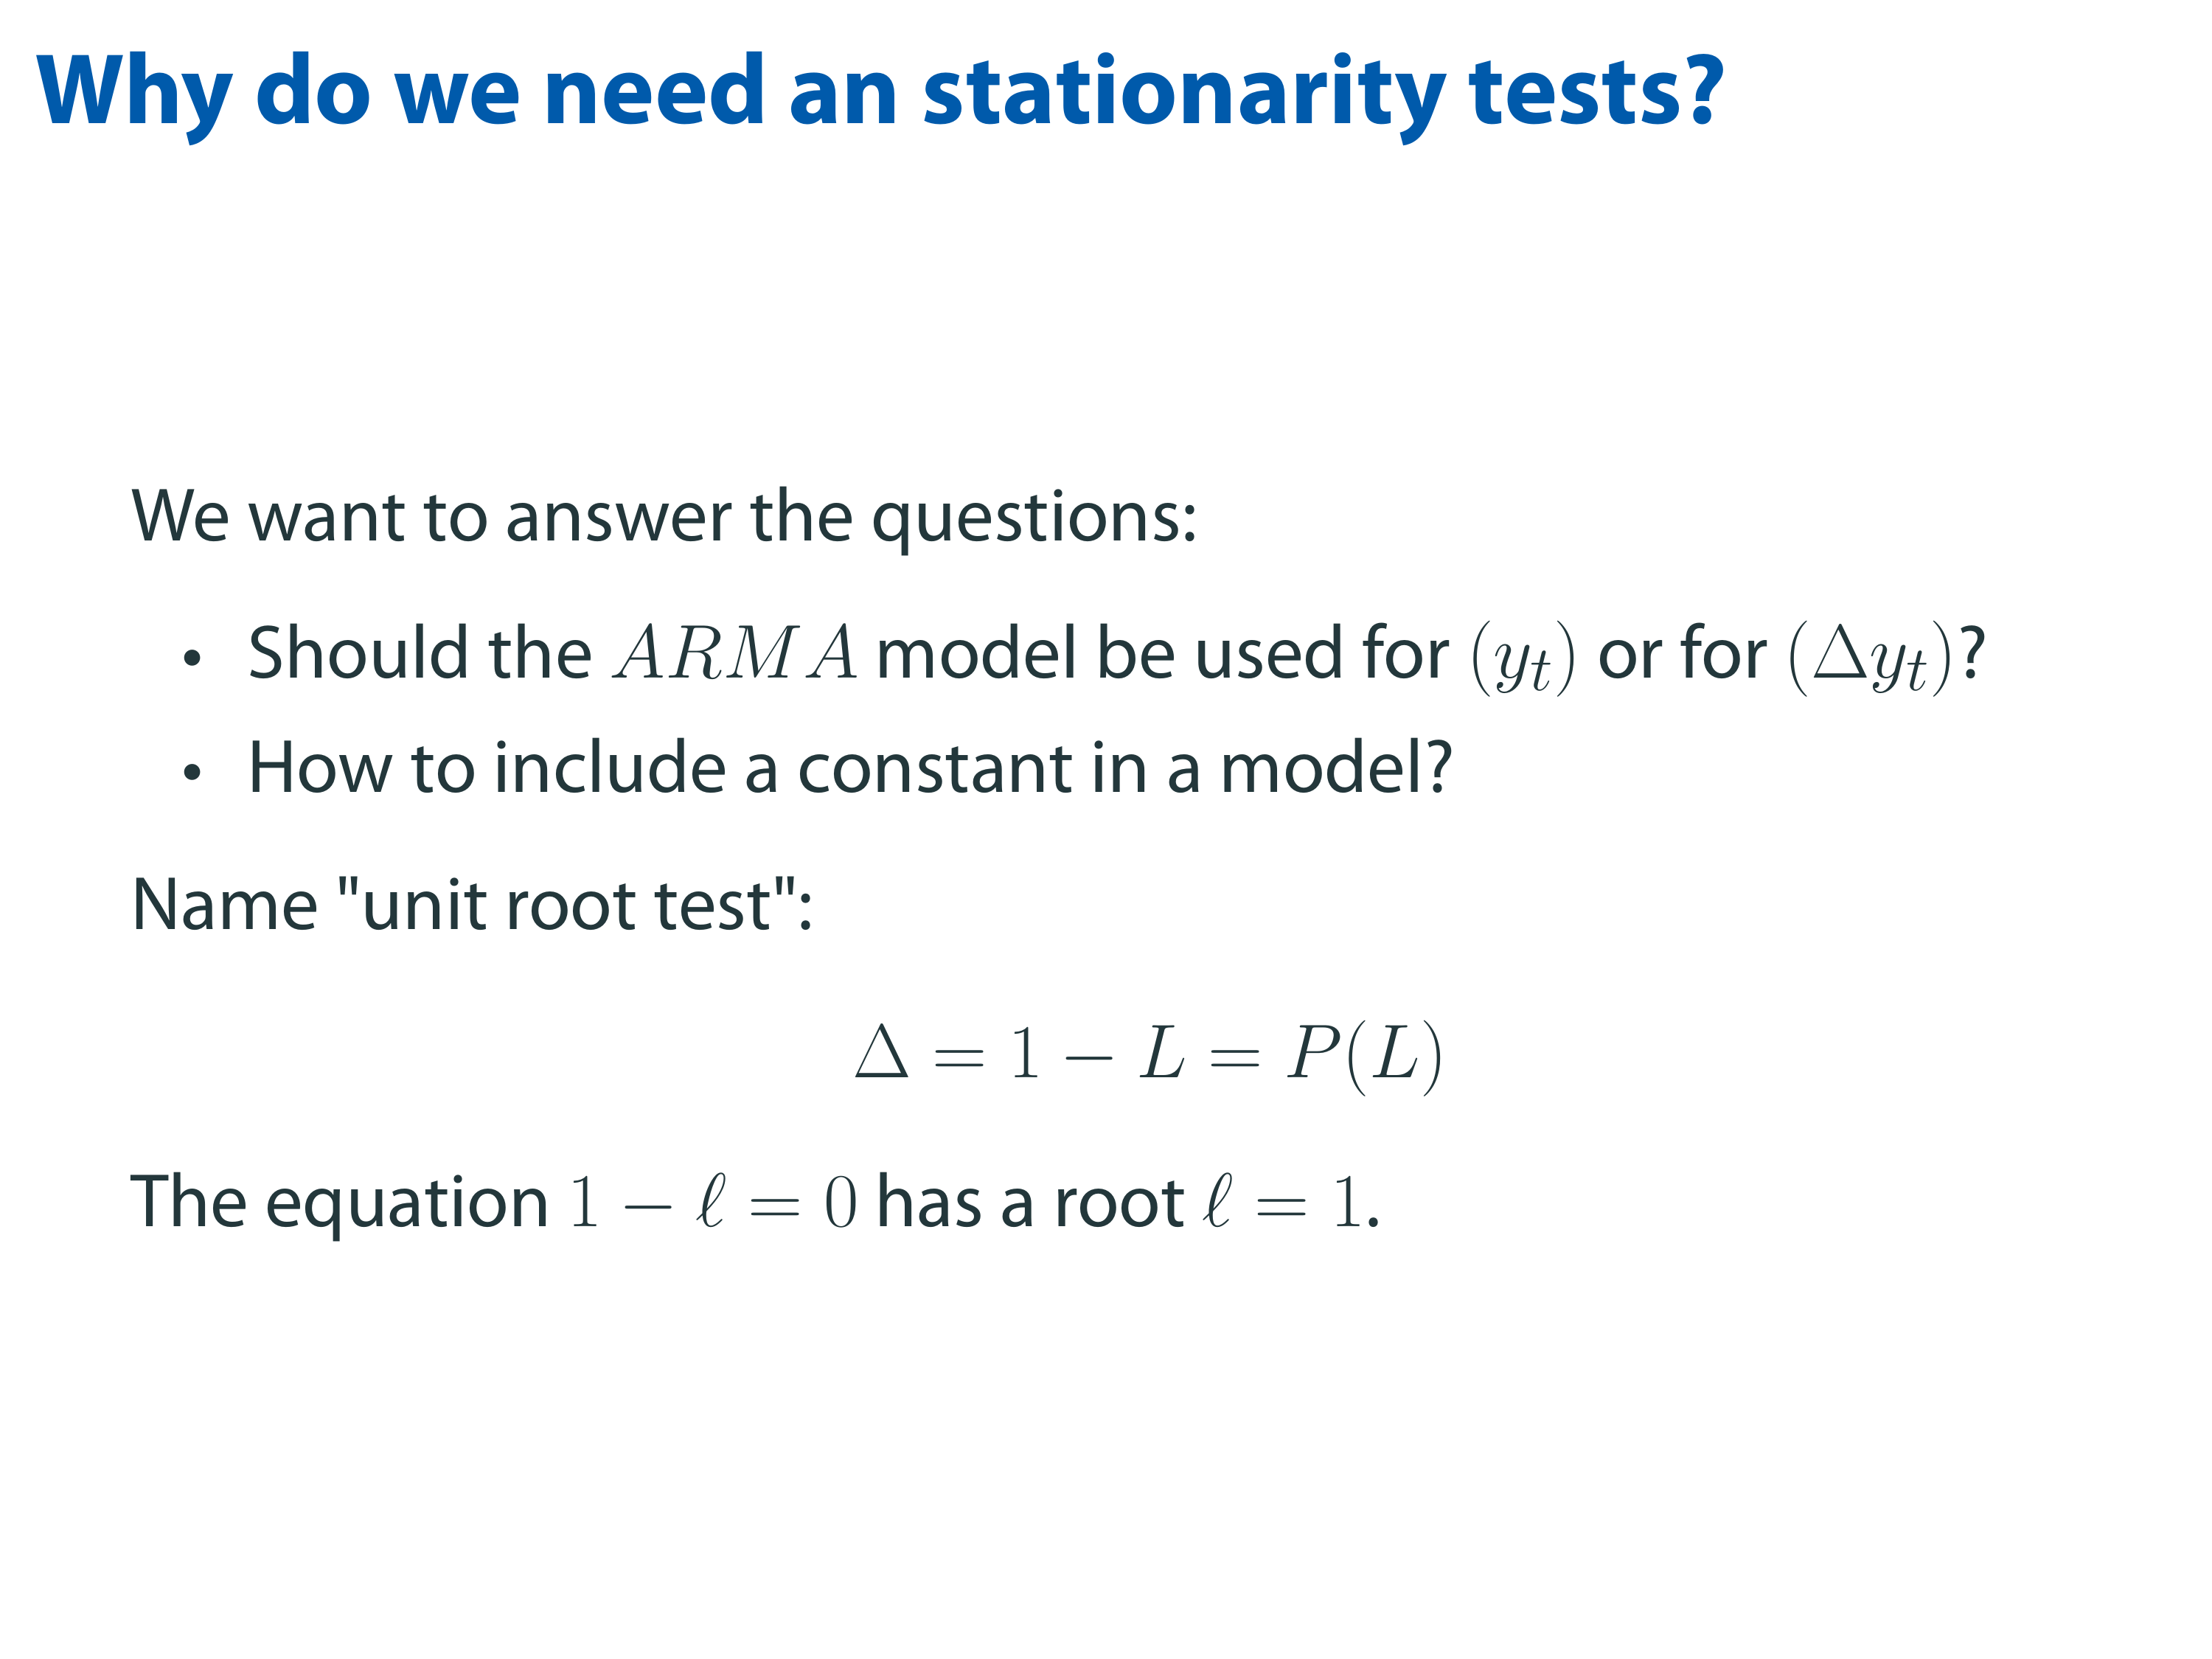 Why do we need an stationarity tests?
We want to answer the questions:
• Should the ARMA model be used for (y_t) or for (Δy_t)?
• How to include a constant in a model?
Name "unit root test":
Δ = 1 − L = P(L)
The equation 1 − ℓ = 0 has a root ℓ = 1.